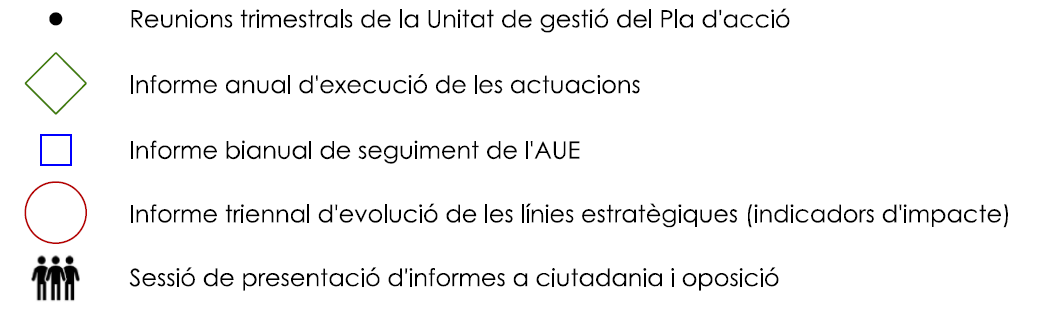 Reunions trimestrals de la Unitat de gestió del Pla d'acció
Informe anual d'execució de les actuacions
Informe bianual de seguiment de l'AUE
Informe triennal d'evolució de les línies estratègiques (indicadors d'impacte)
Sessió de presentació d'informes a ciutadania i oposició